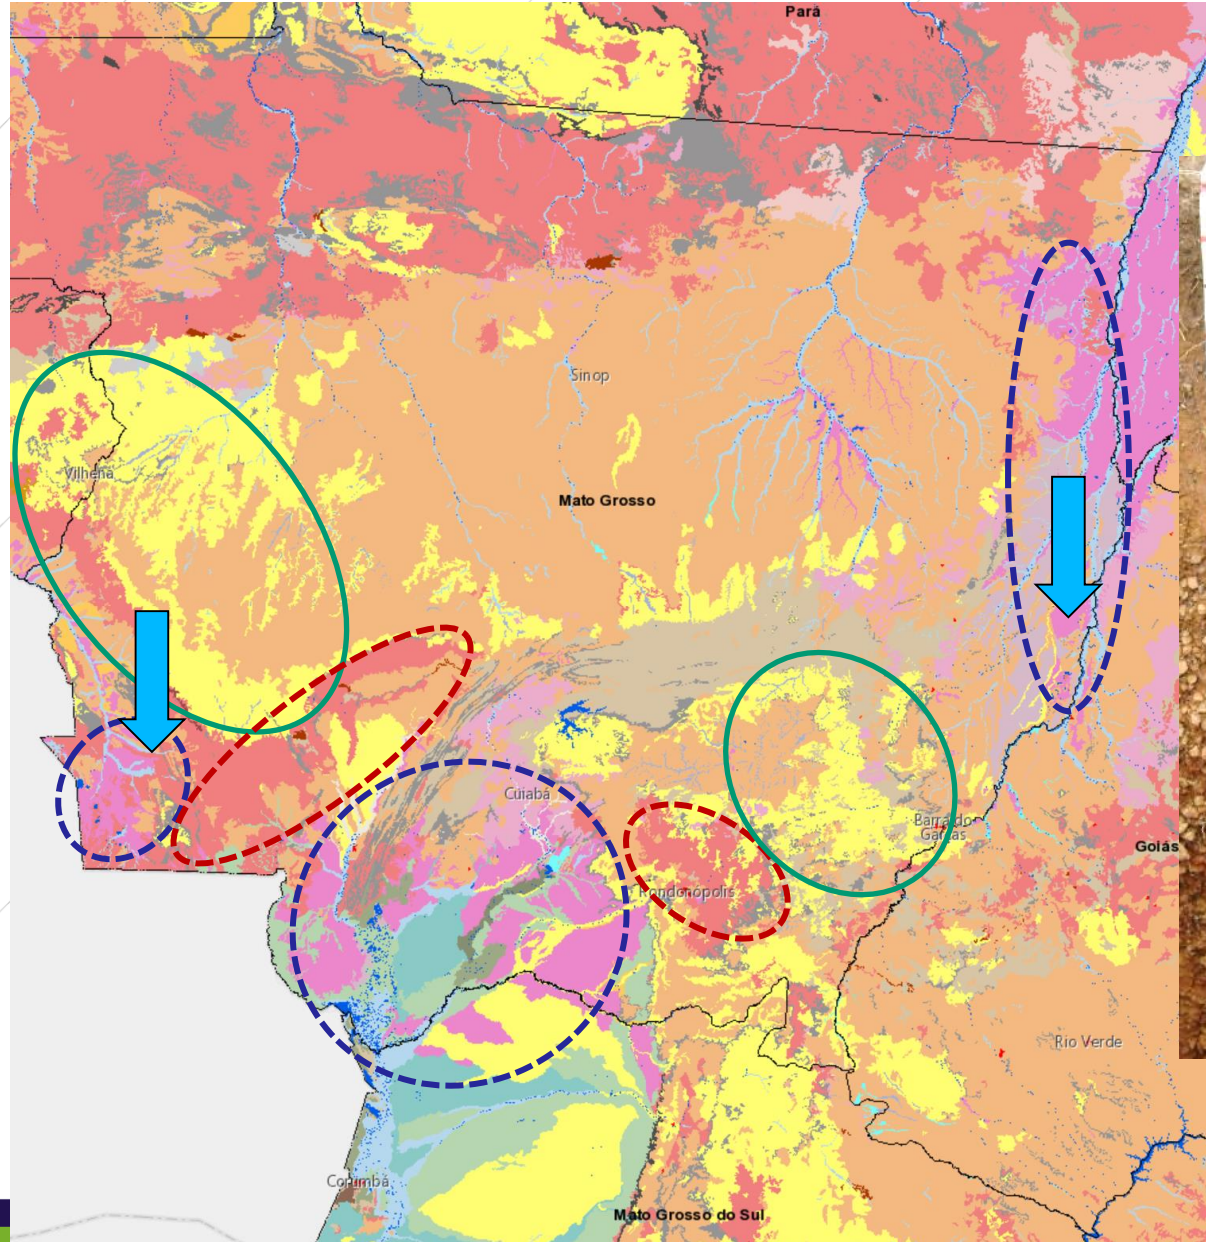 Pará
Sinop
Vilhena
Mato Grosso
Cuiabá
Barra do
Garças
Goiás
Rondonópolis
Rio Verde
Corumbá
Mato Grosso do Sul